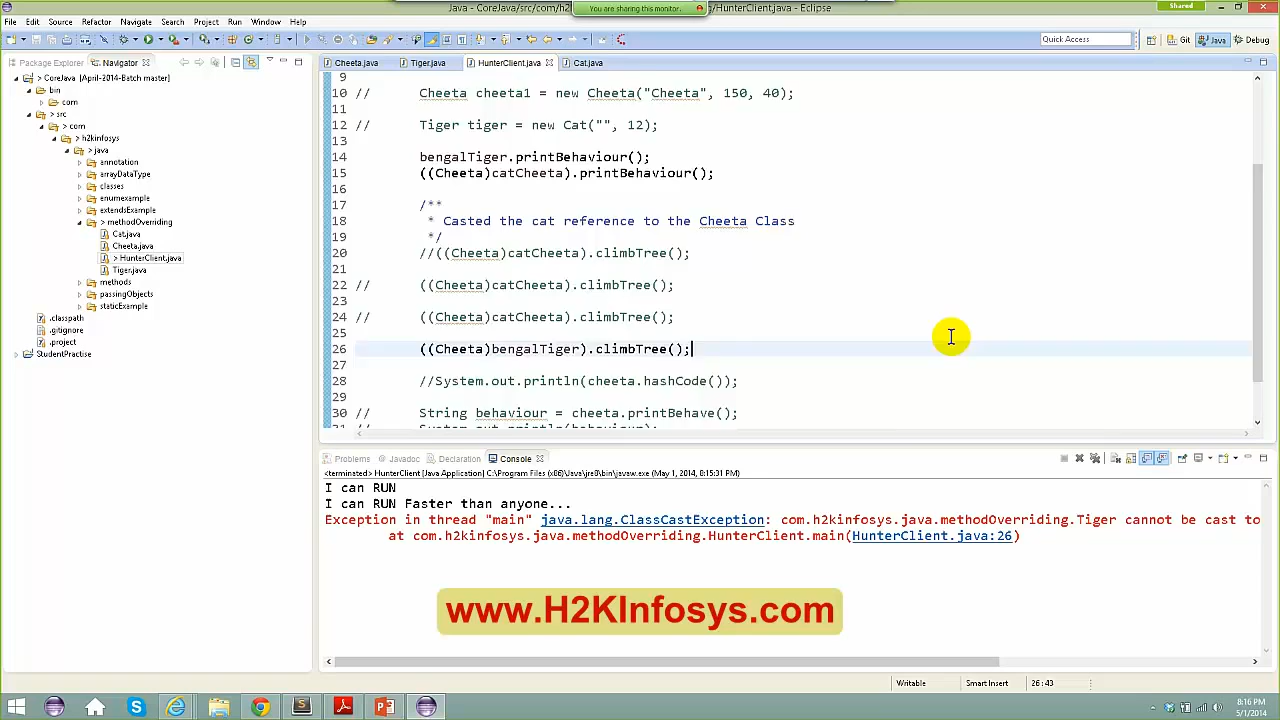 You are sharing this monitor.
Shared
Java - CoreJava/src/com/h2
/HunterClient.java - Eclipse
File Edit Source Refactor Navigate Search Project Run Window Help
Quick Access
Git Java Debug
Package Explorer Navigator
Cheeta.java Tiger.java HunterClient.java Cat.java
> CoreJava [April-2014-Batch master]
bin
com
src
> com
> h2kinfosys
> java
annotation
arrayDataType
classes
enumexample
extendsExample
> methodOverriding
Cat.java
Cheeta.java
> HunterClient.java
Tiger.java
methods
passingObjects
staticExample
.classpath
.gitignore
.project
StudentPractise
9
10 // Cheeta cheeta1 = new Cheeta("Cheeta", 150, 40);
11
12 // Tiger tiger = new Cat("", 12);
13
14 bengalTiger.printBehaviour();
15 ((Cheeta)catCheeta).printBehaviour();
16
17 /**
18 * Casted the cat reference to the Cheeta Class
19 */
20 //((Cheeta)catCheeta).climbTree();
21
22 // ((Cheeta)catCheeta).climbTree();
23
24 // ((Cheeta)catCheeta).climbTree();
25
26 ((Cheeta)bengalTiger).climbTree();
27
28 //System.out.println(cheeta.hashCode());
29
30 // String behaviour = cheeta.printBehave();
31 // System.out.println(behaviour);
Problems Javadoc Declaration Console
<terminated> HunterClient [Java Application] C:\Program Files (x86)\Java\jre8\bin\javaw.exe (May 1, 2014, 8:15:31 PM)
I can RUN
I can RUN Faster than anyone...
Exception in thread "main" java.lang.ClassCastException: com.h2kinfosys.java.methodOverriding.Tiger cannot be cast to
at com.h2kinfosys.java.methodOverriding.HunterClient.main(HunterClient.java:26)
www.H2KInfosys.com
Writable Smart Insert 26 : 43
8:16 PM
5/1/2014